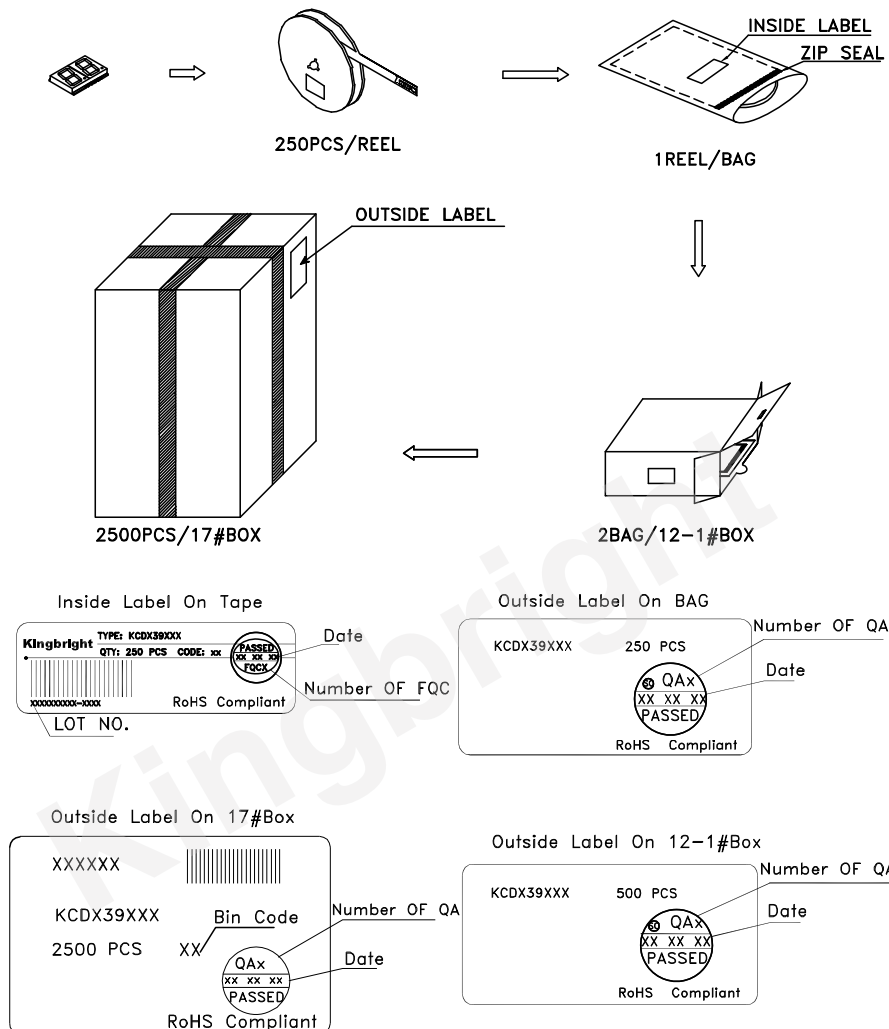 INSIDE LABEL
ZIP SEAL
250PCS/REEL
1REEL/BAG
OUTSIDE LABEL
2500PCS/17#BOX
2BAG/12-1#BOX
Kingbright
Inside Label On Tape
Kingbright
TYPE: KCDX39XXX
QTY: 250 PCS CODE: xx
PASSED
XX XX XX
FQCX
Date
Number OF FQC
XXXXXXXXXX-XXXX
RoHS Compliant
LOT NO.
Outside Label On BAG
KCDX39XXX 250 PCS
Number OF QA
QAx
XX XX XX
PASSED
Date
RoHS Compliant
Outside Label On 17#Box
XXXXXX
KCDX39XXX
Bin Code
2500 PCS XX
Number OF QA
QAx
XX XX XX
PASSED
Date
RoHS Compliant
Outside Label On 12-1#Box
KCDX39XXX 500 PCS
Number OF QA
QAx
XX XX XX
PASSED
Date
RoHS Compliant